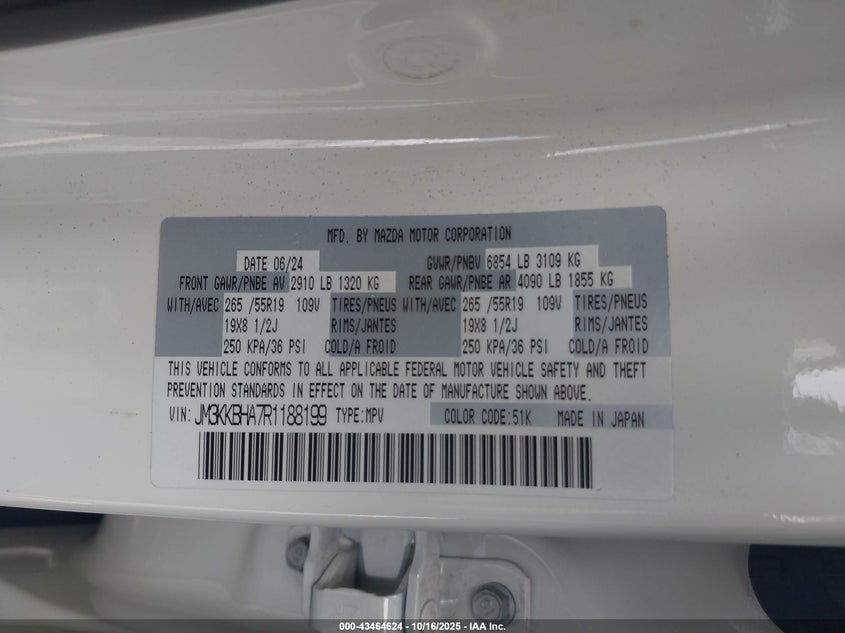 MFD. BY MAZDA MOTOR CORPORATION
DATE 06/24 GVWR/PNBV 6854 LB 3109 KG
FRONT GAWR/PNBE AV 2910 LB 1320 KG REAR GAWR/PNBE AR 4090 LB 1855 KG
WITH/AVEC 265 /55R19 109V TIRES/PNEUS WITH/AVEC 265 /55R19 109V TIRES/PNEUS
19X8 1/2J RIMS/JANTES 19X8 1/2J RIMS/JANTES
250 KPA/36 PSI COLD/A FROID 250 KPA/36 PSI COLD/A FROID
THIS VEHICLE CONFORMS TO ALL APPLICABLE FEDERAL MOTOR VEHICLE SAFETY AND THEFT
PREVENTION STANDARDS IN EFFECT ON THE DATE OF MANUFACTURE SHOWN ABOVE.
VIN: JM3KKBHA7R1188199 TYPE:MPV COLOR CODE:51K MADE IN JAPAN
000-43464624 - 10/16/2025 - IAA Inc.